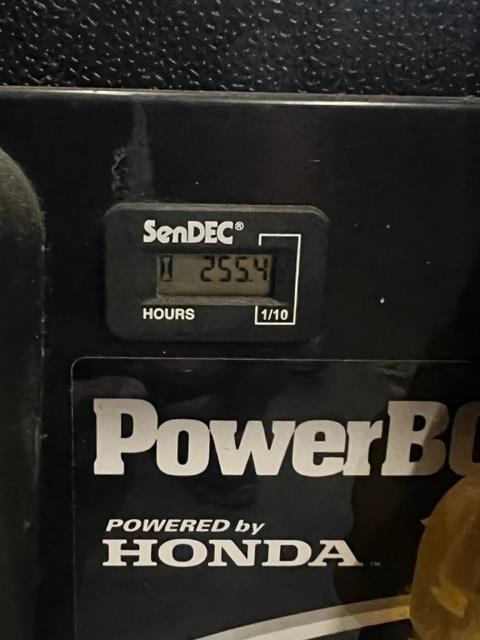 SenDEC®
255.4
HOURS 1/10
PowerB
POWERED by
HONDA